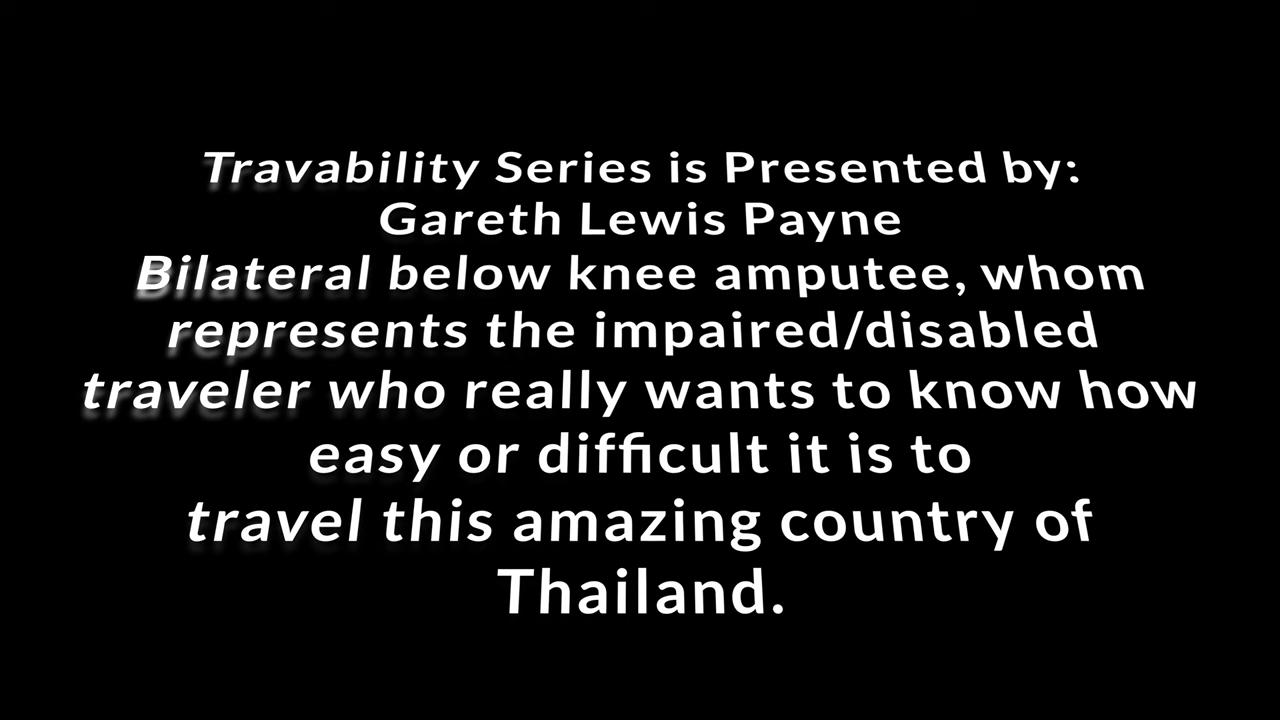 Travability Series is Presented by:
Gareth Lewis Payne
Bilateral below knee amputee, whom
represents the impaired/disabled
traveler who really wants to know how
easy or difficult it is to
travel this amazing country of
Thailand.